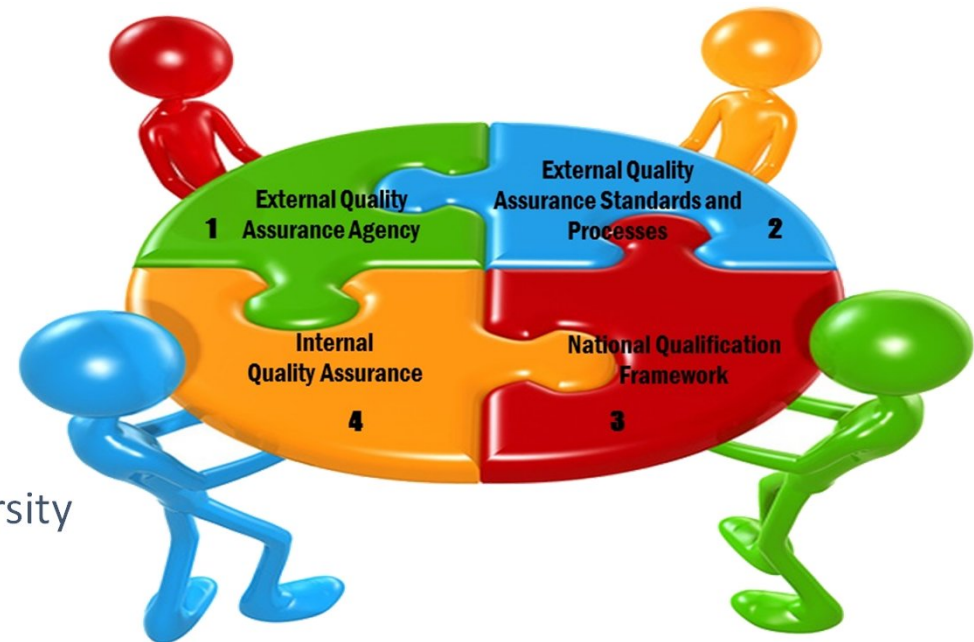 External Quality
Assurance Agency
1
External Quality
Assurance Standards and
Processes
2
Internal
Quality Assurance
4
National Qualification
Framework
3